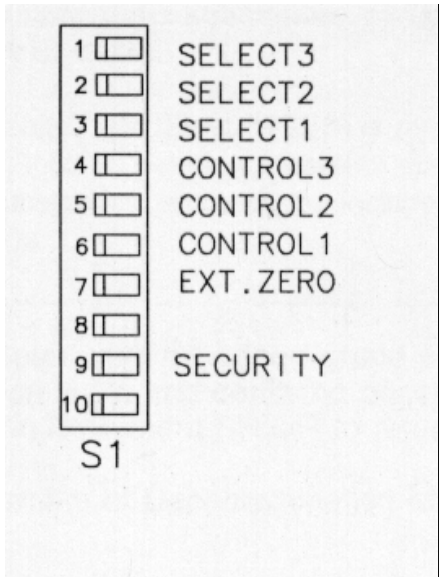 1 SELECT3
2 SELECT2
3 SELECT1
4 CONTROL3
5 CONTROL2
6 CONTROL1
7 EXT.ZERO
8
9 SECURITY
10
S1